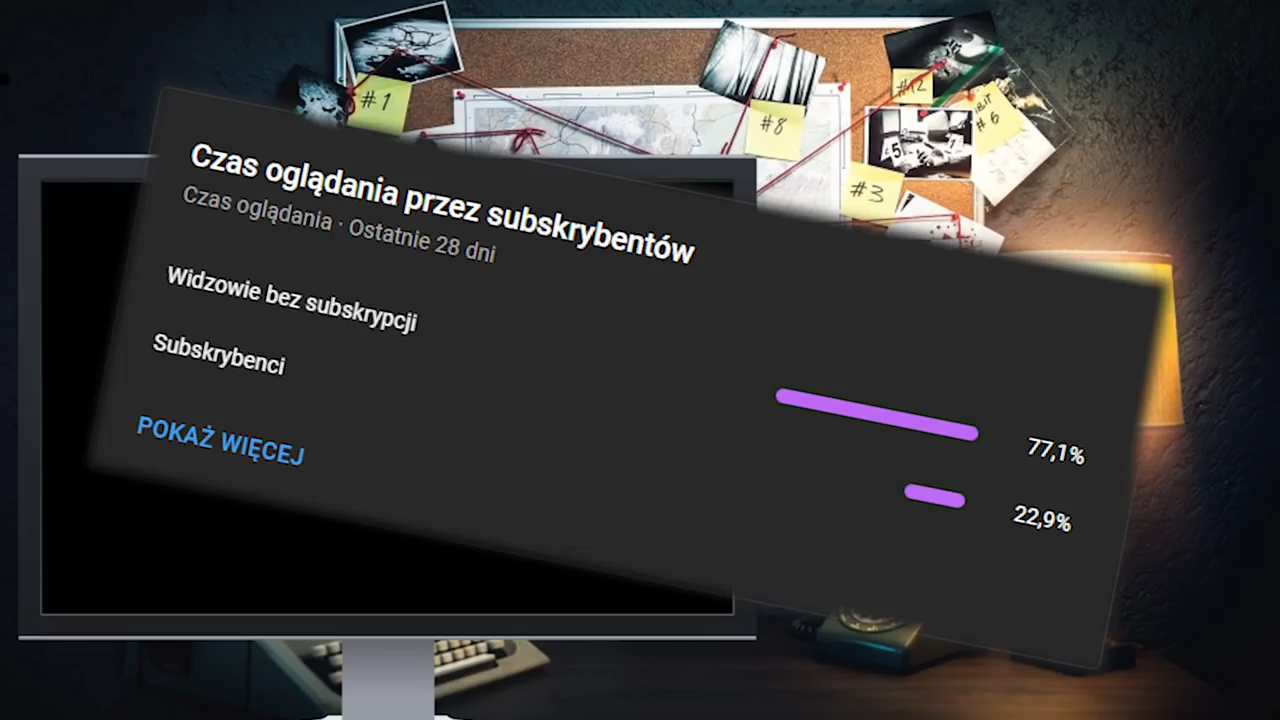 #1
#8
#12
#6
#3
5
Czas oglądania przez subskrybentów
Czas oglądania · Ostatnie 28 dni
Widzowie bez subskrypcji
77,1%
Subskrybenci
22,9%
POKAŻ WIĘCEJ